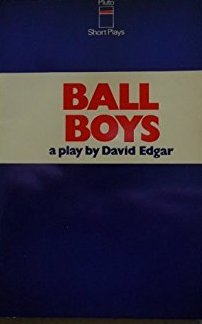 Pluto
Short Plays
BALL
BOYS
a play by David Edgar